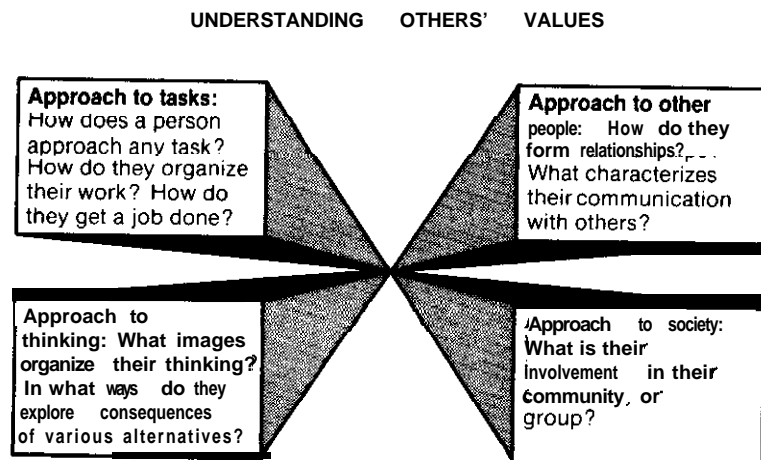 UNDERSTANDING OTHERS' VALUES
Approach to tasks:
How does a person
approach any task?
How do they organize
their work? How do
they get a job done?
Approach to other
people: How do they
form relationships?
What characterizes
their communication
with others?
Approach to
thinking: What images
organize their thinking?
In what ways do they
explore consequences
of various alternatives?
Approach to society:
What is their
involvement in their
community, or
group?